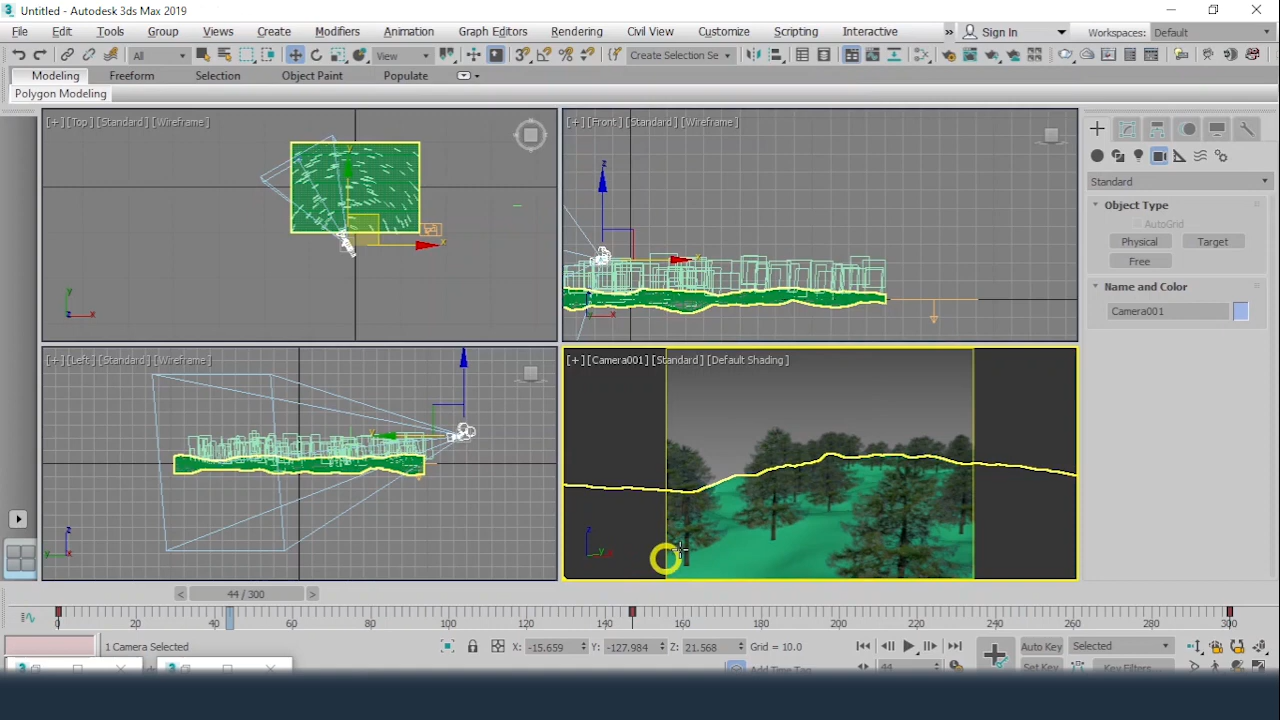 Untitled - Autodesk 3ds Max 2019
File Edit Tools Group Views Create Modifiers Animation Graph Editors Rendering Civil View Customize Scripting Interactive » Sign In Workspaces: Default
All View Create Selection Se
Modeling Freeform Selection Object Paint Populate
Polygon Modeling
[+][Top][Standard][Wireframe]
[+][Front][Standard][Wireframe]
[+][Left][Standard][Wireframe]
[+][Camera001][Standard][Default Shading]
Standard
Object Type
AutoGrid
Physical Target
Free
Name and Color
Camera001
< 44 / 300 >
0 20 40 60 80 100 120 140 160 180 200 220 240 260 280 300
1 Camera Selected X: -15.659 Y: -127.984 Z: 21.568 Grid = 10.0 Auto Key Selected
Add Time Tag 44 Set Key Key Filters...